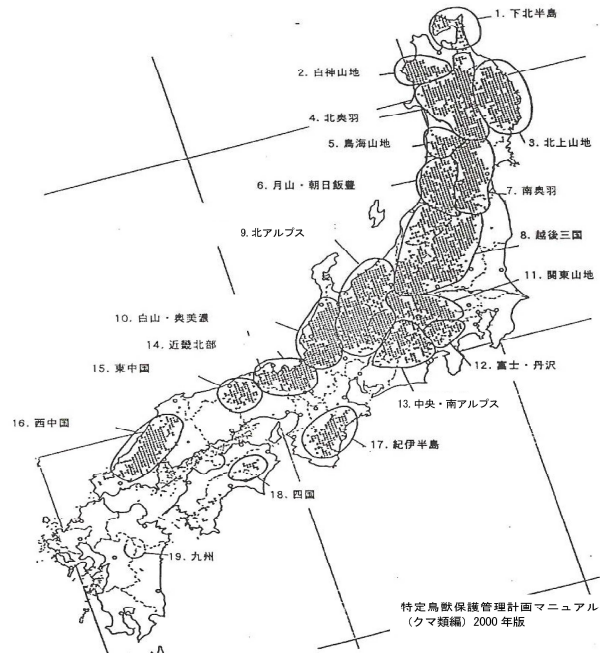 1. 下北半島
2. 白神山地
4. 北奥羽
5. 鳥海山地
3. 北上山地
6. 月山・朝日飯豊
7. 南奥羽
8. 越後三国
9. 北アルプス
11. 関東山地
10. 白山・奥美濃
14. 近畿北部
15. 東中国
12. 富士・丹沢
13. 中央・南アルプス
16. 西中国
17. 紀伊半島
18. 四国
19. 九州
特定鳥獣保護管理計画マニュアル
(クマ類編) 2000 年版